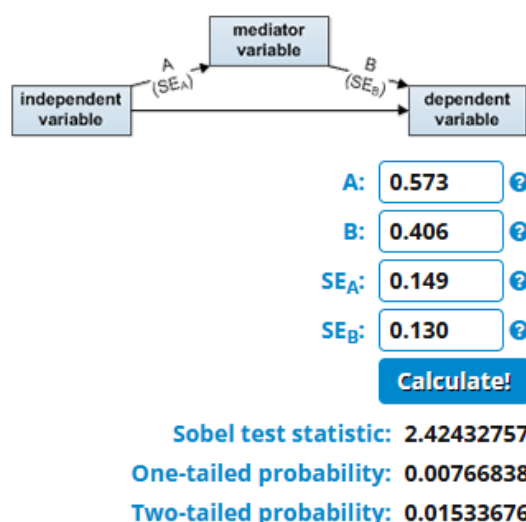 mediator
variable
A
(SEA)
B
(SEB)
independent
variable
dependent
variable
A: 0.573 ?
B: 0.406 ?
SEA: 0.149 ?
SEB: 0.130 ?
Calculate!
Sobel test statistic: 2.42432757
One-tailed probability: 0.00766838
Two-tailed probability: 0.01533676